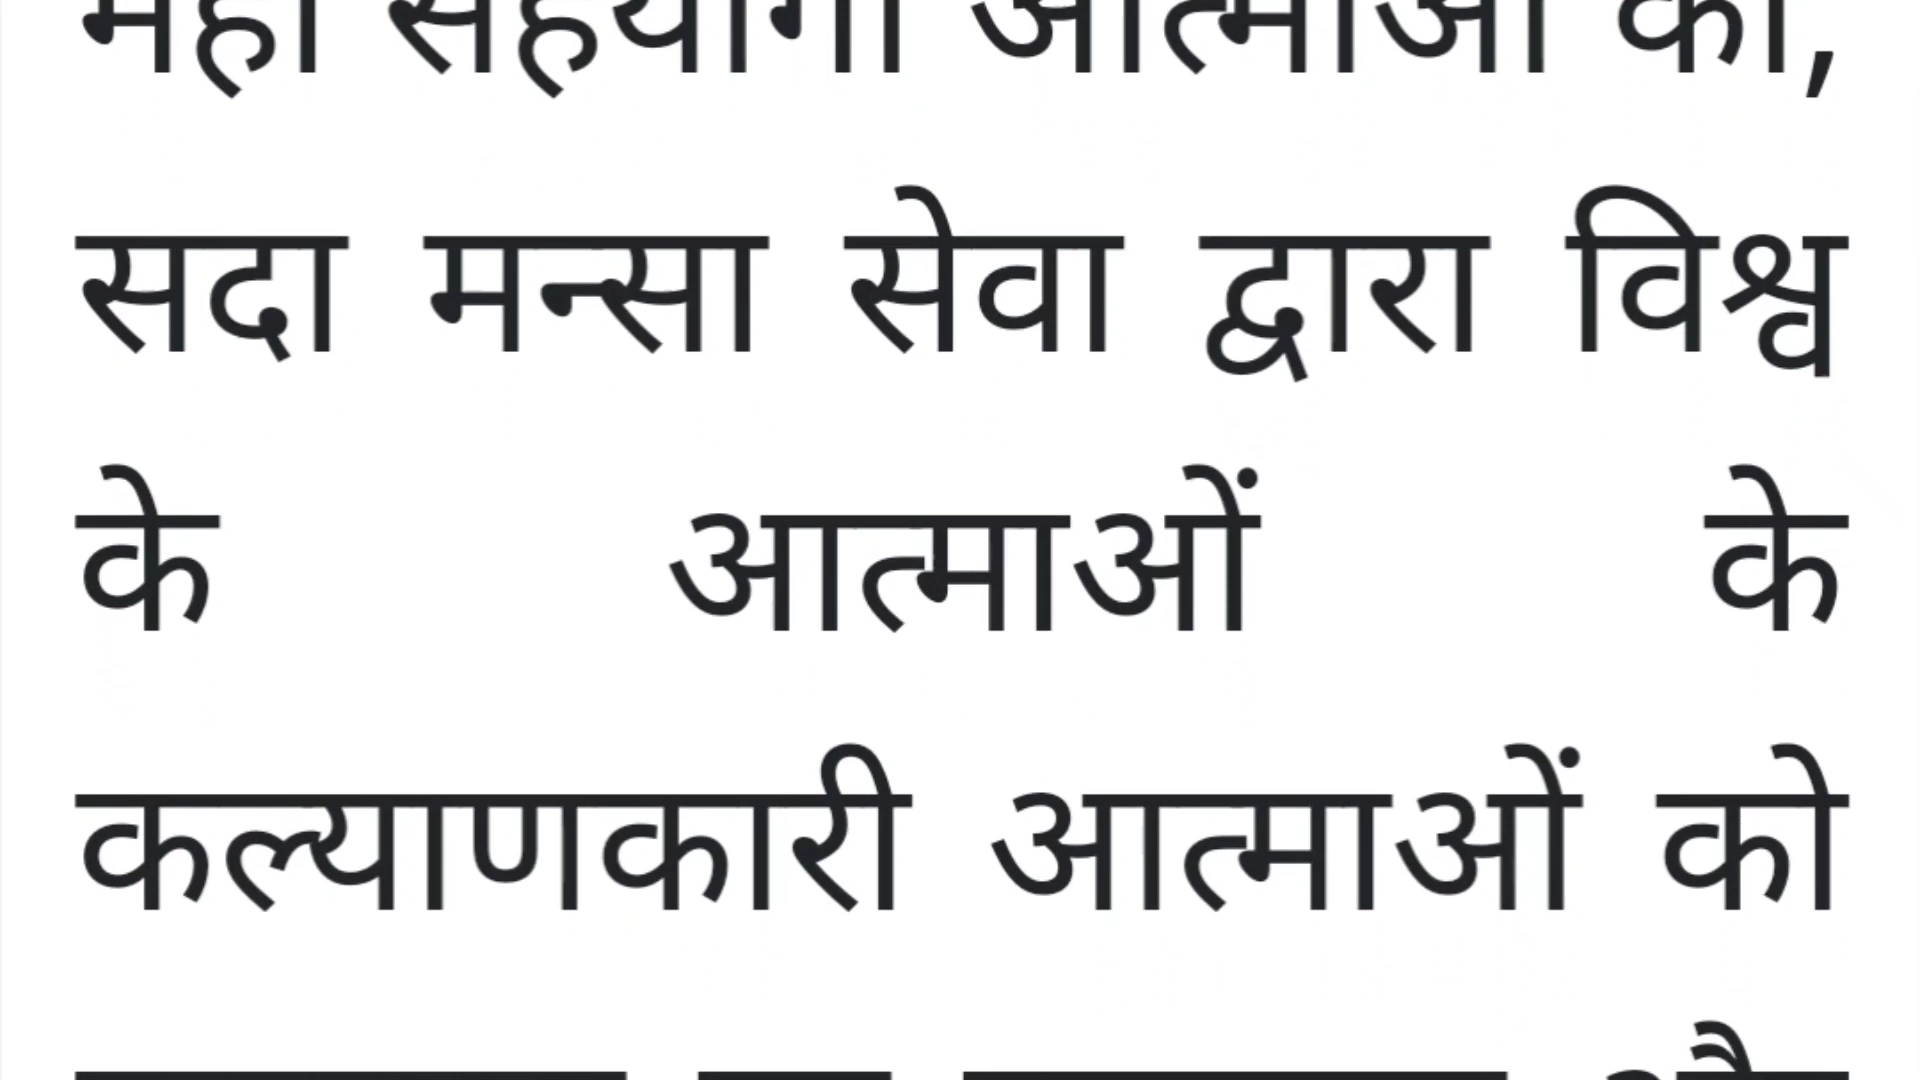 महा सहयोगी आत्माओं को,
सदा मन्सा सेवा द्वारा विश्व
के आत्माओं के
कल्याणकारी आत्माओं को